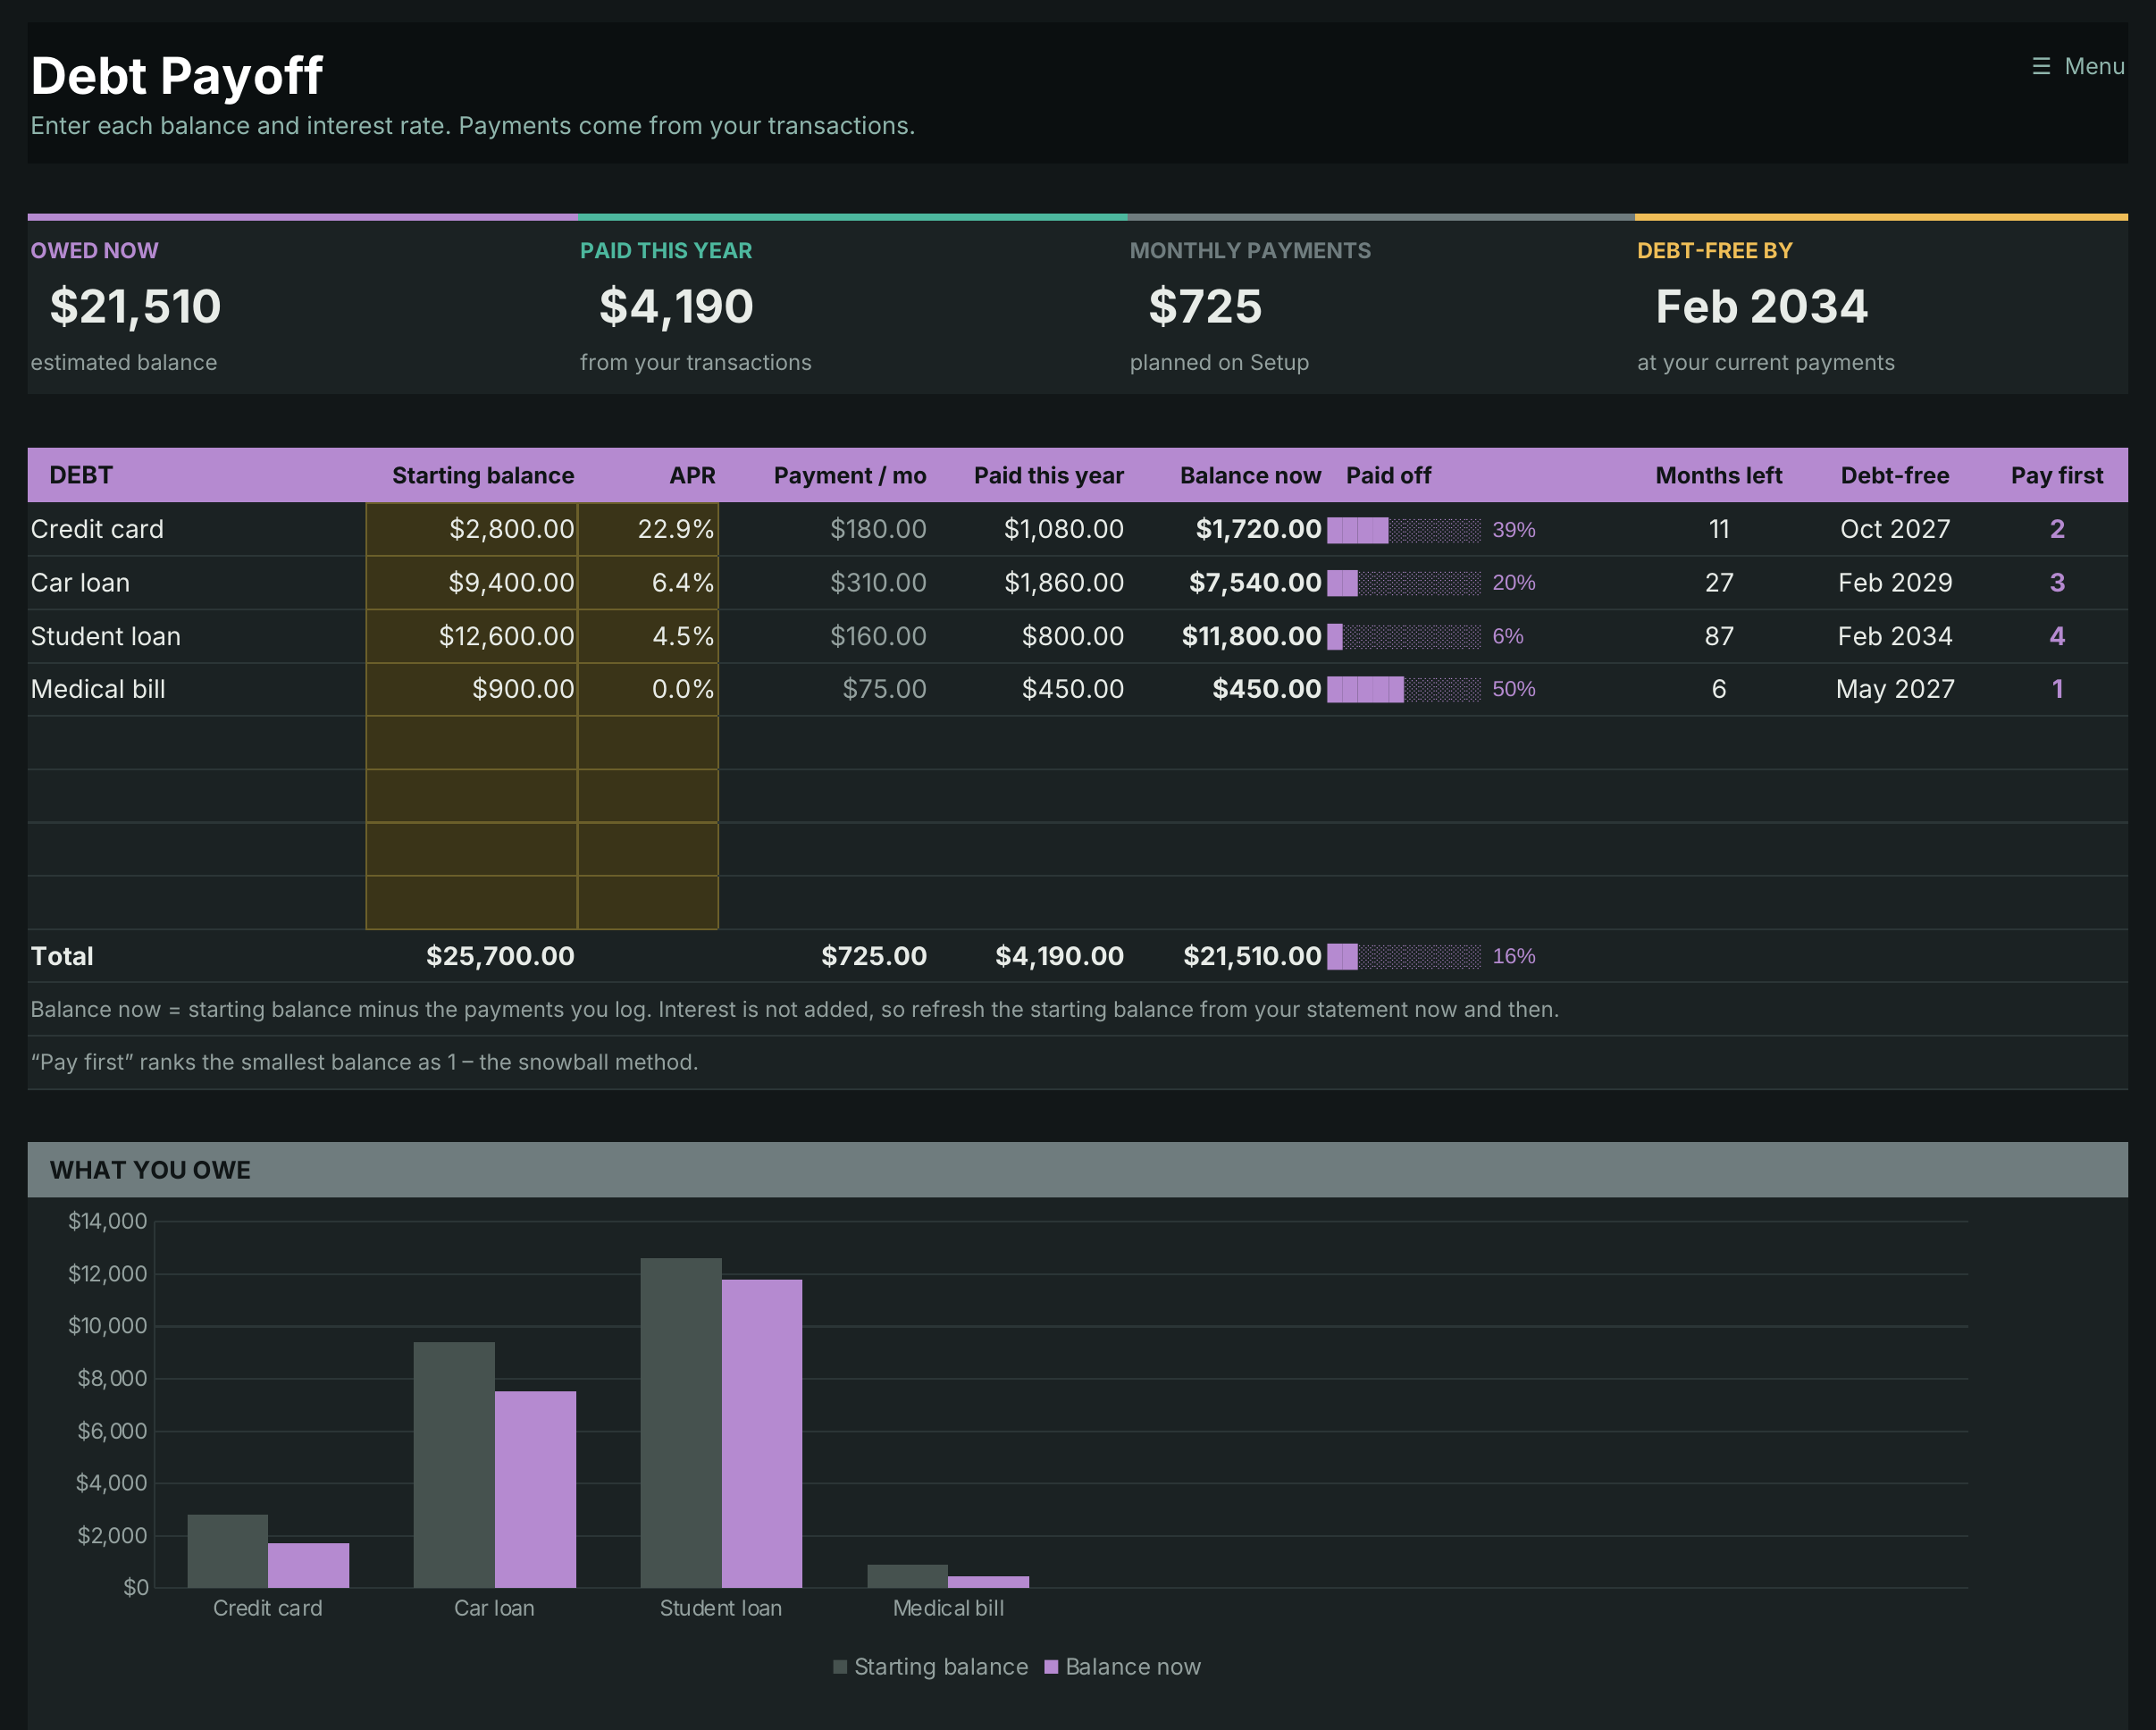 Debt Payoff
☰ Menu
Enter each balance and interest rate. Payments come from your transactions.
OWED NOW PAID THIS YEAR MONTHLY PAYMENTS DEBT-FREE BY
$21,510 $4,190 $725 Feb 2034
estimated balance from your transactions planned on Setup at your current payments
DEBT Starting balance APR Payment / mo Paid this year Balance now Paid off Months left Debt-free Pay first
Credit card $2,800.00 22.9% $180.00 $1,080.00 $1,720.00 39% 11 Oct 2027 2
Car loan $9,400.00 6.4% $310.00 $1,860.00 $7,540.00 20% 27 Feb 2029 3
Student loan $12,600.00 4.5% $160.00 $800.00 $11,800.00 6% 87 Feb 2034 4
Medical bill $900.00 0.0% $75.00 $450.00 $450.00 50% 6 May 2027 1
Total $25,700.00 $725.00 $4,190.00 $21,510.00 16%
Balance now = starting balance minus the payments you log. Interest is not added, so refresh the starting balance from your statement now and then.
“Pay first” ranks the smallest balance as 1 – the snowball method.
WHAT YOU OWE
$14,000
$12,000
$10,000
$8,000
$6,000
$4,000
$2,000
$0
Credit card Car loan Student loan Medical bill
Starting balance Balance now